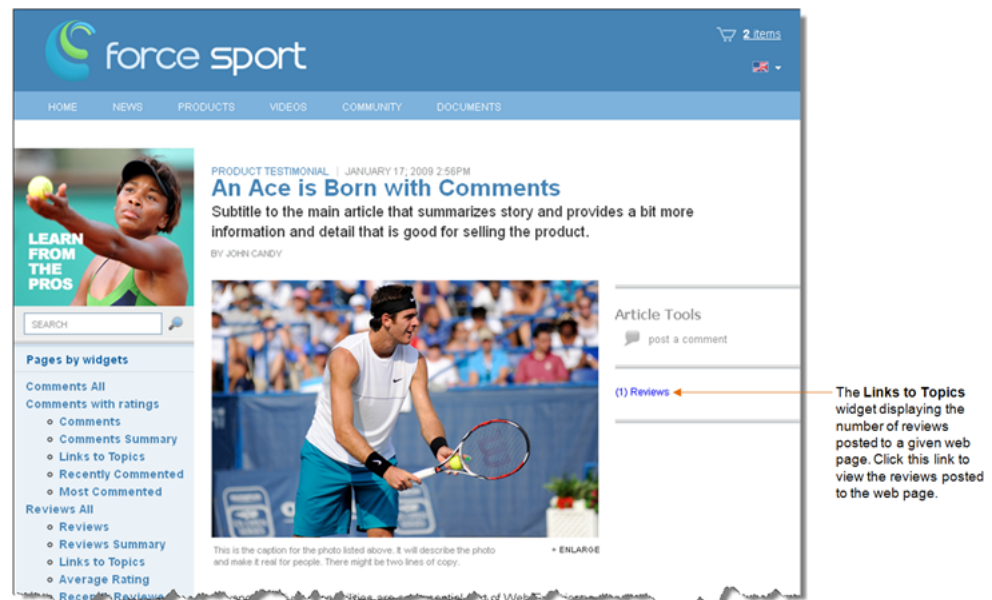 force sport
2 items
HOME NEWS PRODUCTS VIDEOS COMMUNITY DOCUMENTS
LEARN
FROM
THE
PROS
SEARCH
Pages by widgets
Comments All
Comments with ratings
Comments
Comments Summary
Links to Topics
Recently Commented
Most Commented
Reviews All
Reviews
Reviews Summary
Links to Topics
Average Rating
PRODUCT TESTIMONIAL | JANUARY 17, 2009 2:56PM
An Ace is Born with Comments
Subtitle to the main article that summarizes story and provides a bit more
information and detail that is good for selling the product.
BY JOHN CANDY
This is the caption for the photo listed above. It will describe the photo
and make it real for people. There might be two lines of copy.
+ ENLARGE
Article Tools
post a comment
(1) Reviews
The Links to Topics
widget displaying the
number of reviews
posted to a given web
page. Click this link to
view the reviews posted
to the web page.